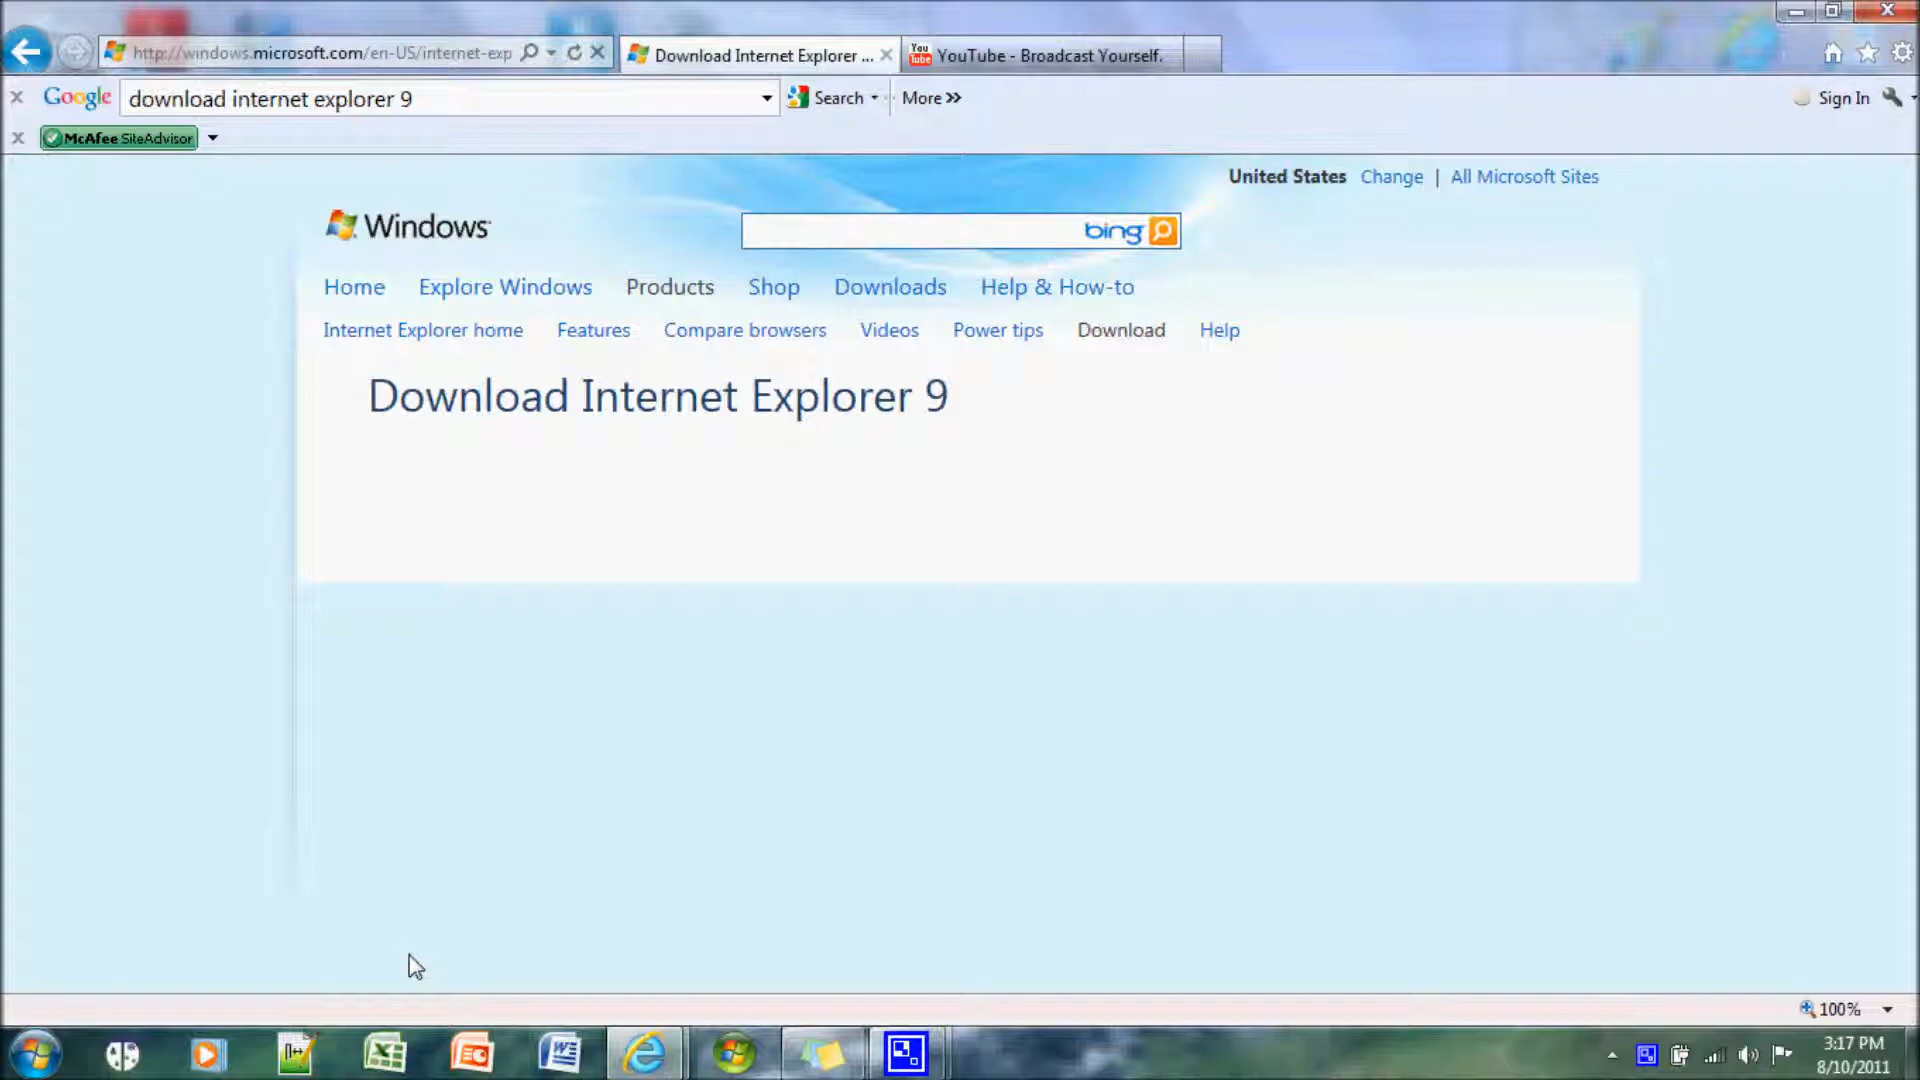 http://windows.microsoft.com/en-US/internet-exp
Download Internet Explorer ...
You Tube
YouTube - Broadcast Yourself.
Google
download internet explorer 9
Search
More >>
Sign In
McAfee SiteAdvisor
United States Change | All Microsoft Sites
Windows
bing
Home Explore Windows Products Shop Downloads Help & How-to
Internet Explorer home Features Compare browsers Videos Power tips Download Help
Download Internet Explorer 9
100%
3:17 PM
8/10/2011